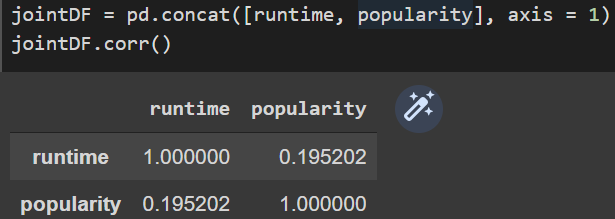 jointDF = pd.concat([runtime, popularity], axis = 1)
jointDF.corr()
runtime popularity
runtime 1.000000 0.195202
popularity 0.195202 1.000000